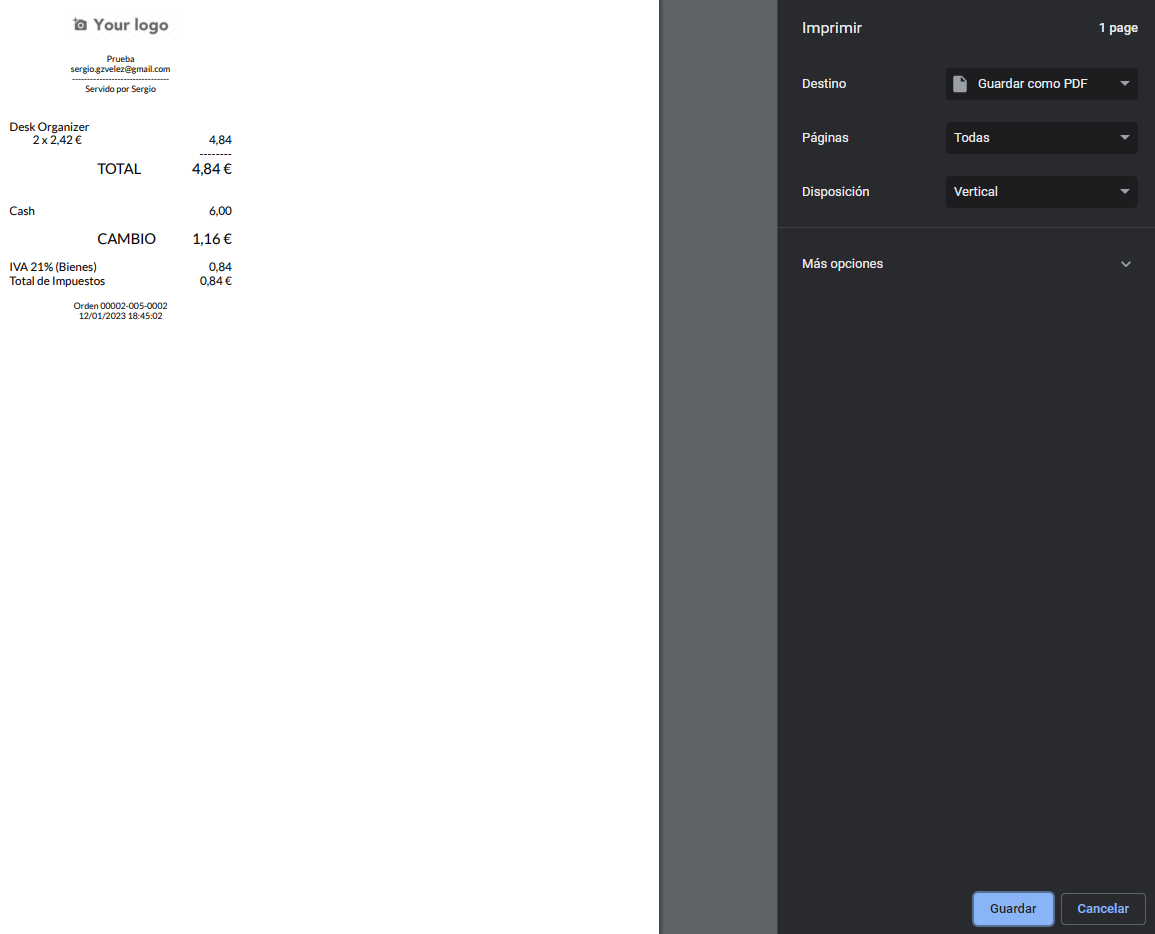 Your logo
Prueba
sergio.gzvelez@gmail.com
--------------------------------
Servido por Sergio
Desk Organizer
2 x 2,42 € 4,84
--------
TOTAL 4,84 €
Cash 6,00
CAMBIO 1,16 €
IVA 21% (Bienes) 0,84
Total de Impuestos 0,84 €
Orden 00002-005-0002
12/01/2023 18:45:02
Imprimir 1 page
Destino Guardar como PDF
Páginas Todas
Disposición Vertical
Más opciones
Guardar Cancelar